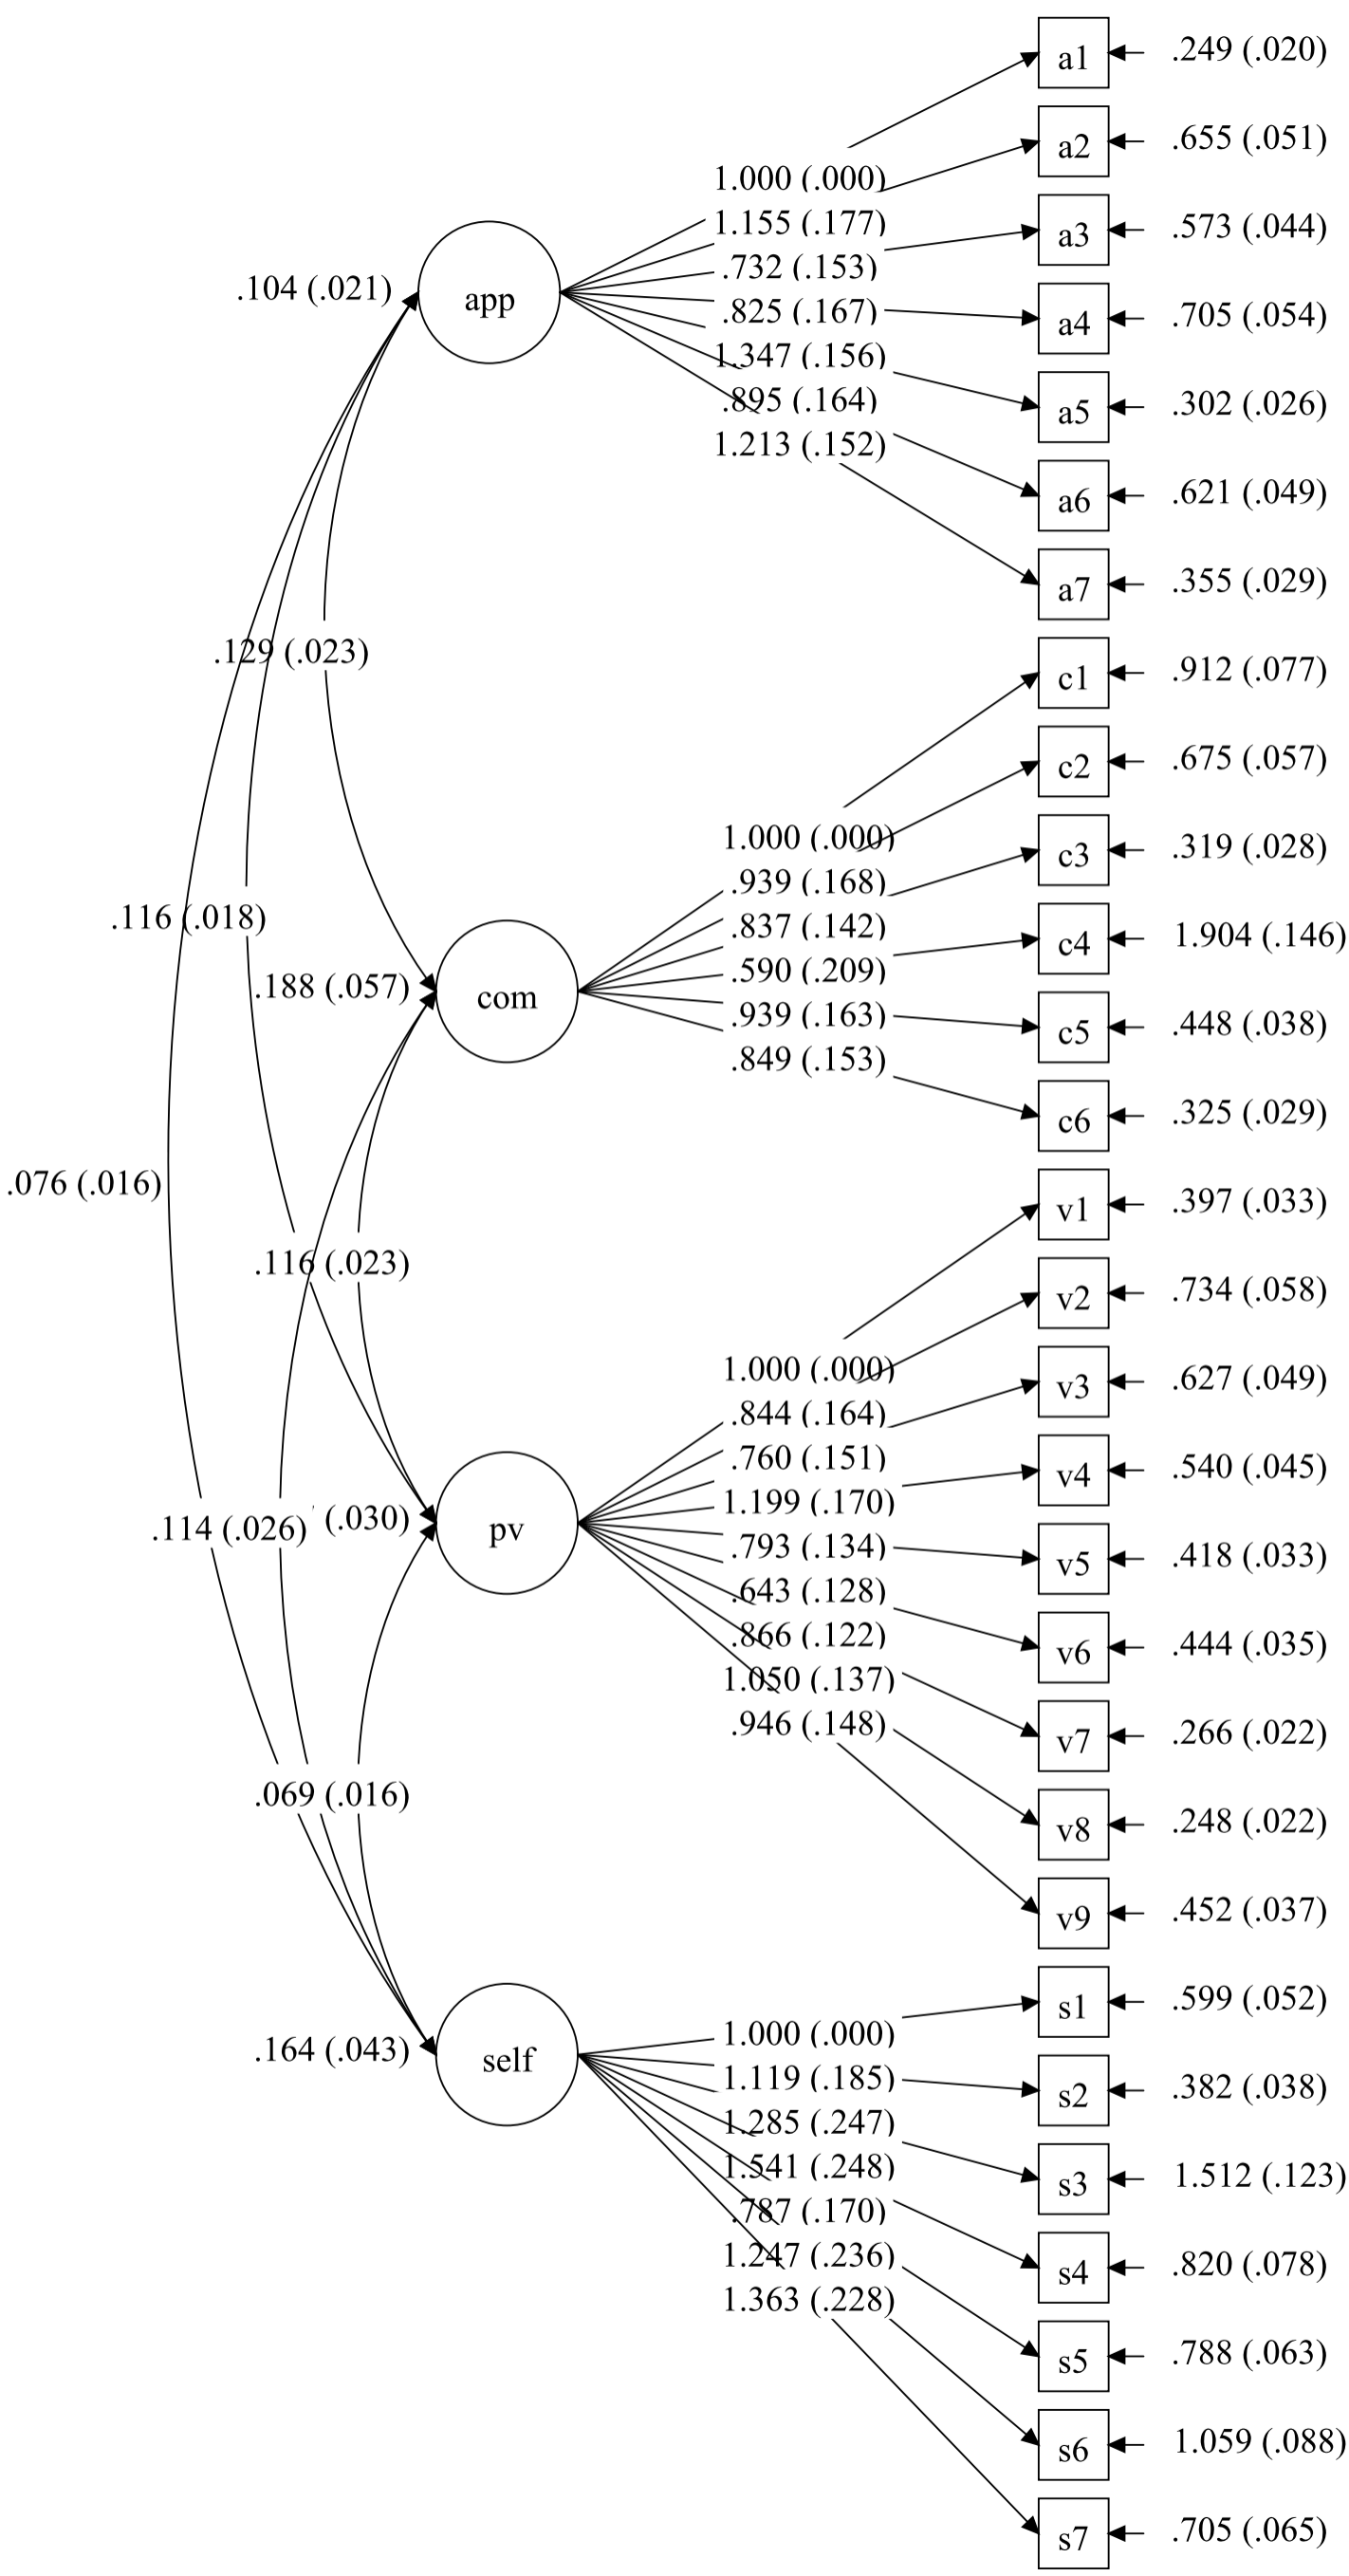 a1 .249 (.020)
a2 .655 (.051)
1.000 (.000)
1.155 (.177)
a3 .573 (.044)
.732 (.153)
.104 (.021) app
.825 (.167)
a4 .705 (.054)
1.347 (.156)
.895 (.164)
a5 .302 (.026)
1.213 (.152)
a6 .621 (.049)
a7 .355 (.029)
.129 (.023)
c1 .912 (.077)
c2 .675 (.057)
1.000 (.000)
c3 .319 (.028)
.939 (.168)
.116 (.018)
.837 (.142)
c4 1.904 (.146)
.590 (.209)
.188 (.057) com
.939 (.163)
c5 .448 (.038)
.849 (.153)
c6 .325 (.029)
.076 (.016)
v1 .397 (.033)
.116 (.023)
v2 .734 (.058)
1.000 (.000)
v3 .627 (.049)
.844 (.164)
.760 (.151)
v4 .540 (.045)
1.199 (.170)
.114 (.026) (.030) pv
.793 (.134)
v5 .418 (.033)
.643 (.128)
.866 (.122)
v6 .444 (.035)
1.050 (.137)
.946 (.148)
v7 .266 (.022)
.069 (.016)
v8 .248 (.022)
v9 .452 (.037)
s1 .599 (.052)
1.000 (.000)
.164 (.043) self
1.119 (.185)
s2 .382 (.038)
1.285 (.247)
1.541 (.248)
s3 1.512 (.123)
.787 (.170)
1.247 (.236)
s4 .820 (.078)
1.363 (.228)
s5 .788 (.063)
s6 1.059 (.088)
s7 .705 (.065)